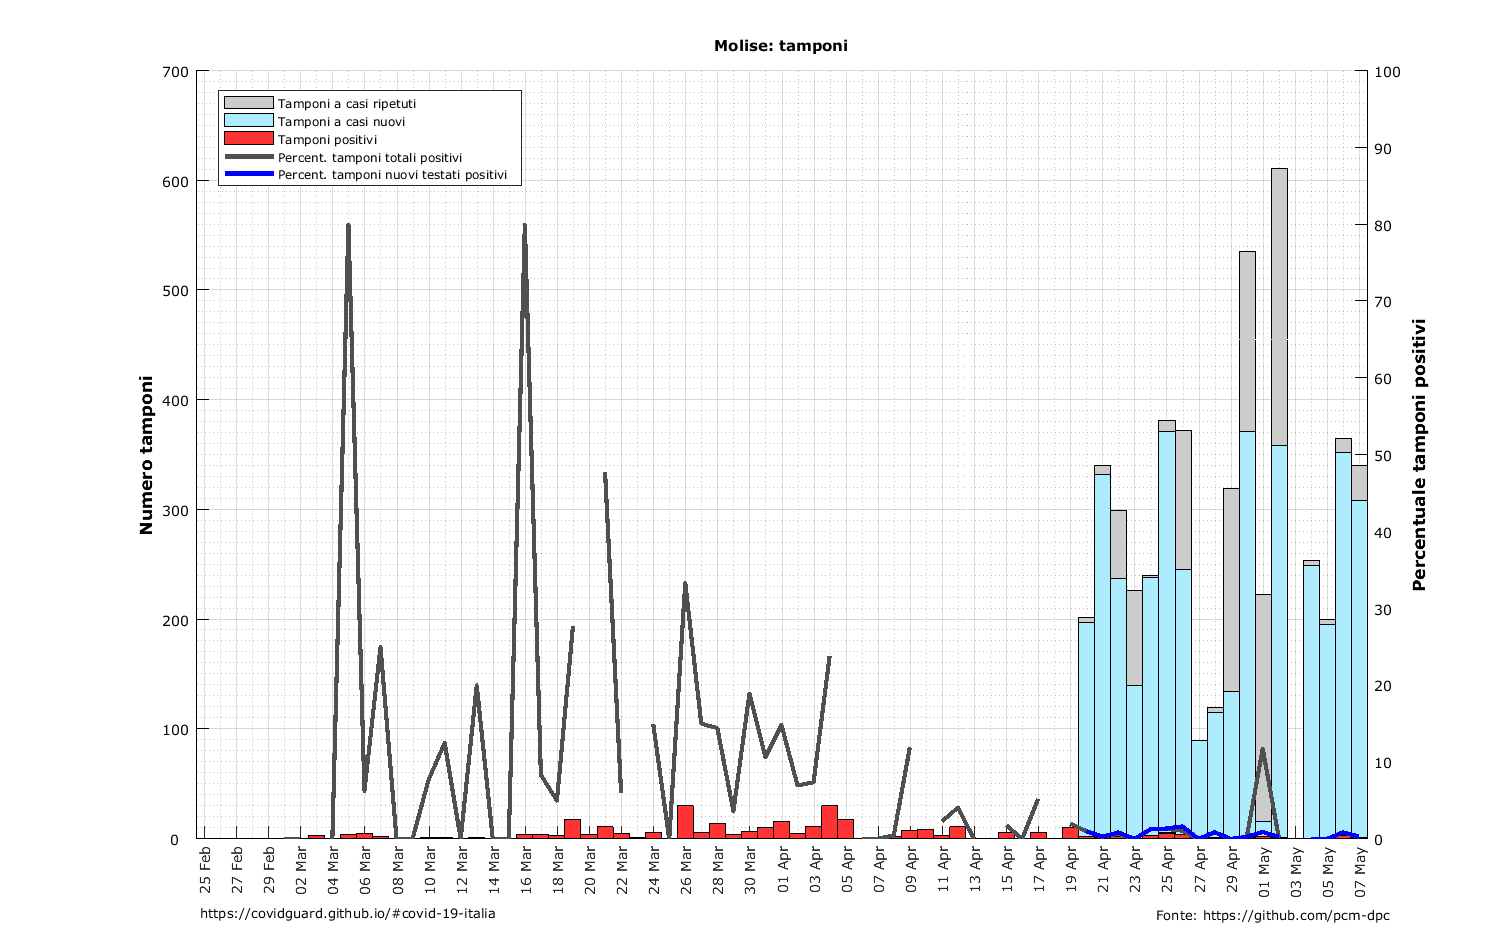 Molise: tamponi
Tamponi a casi ripetuti
Tamponi a casi nuovi
Tamponi positivi
Percent. tamponi totali positivi
Percent. tamponi nuovi testati positivi
Numero tamponi
700
600
500
400
300
200
100
0
Percentuale tamponi positivi
100
90
80
70
60
50
40
30
20
10
0
25 Feb
27 Feb
29 Feb
02 Mar
04 Mar
06 Mar
08 Mar
10 Mar
12 Mar
14 Mar
16 Mar
18 Mar
20 Mar
22 Mar
24 Mar
26 Mar
28 Mar
30 Mar
01 Apr
03 Apr
05 Apr
07 Apr
09 Apr
11 Apr
13 Apr
15 Apr
17 Apr
19 Apr
21 Apr
23 Apr
25 Apr
27 Apr
29 Apr
01 May
03 May
05 May
07 May
https://covidguard.github.io/#covid-19-italia
Fonte: https://github.com/pcm-dpc